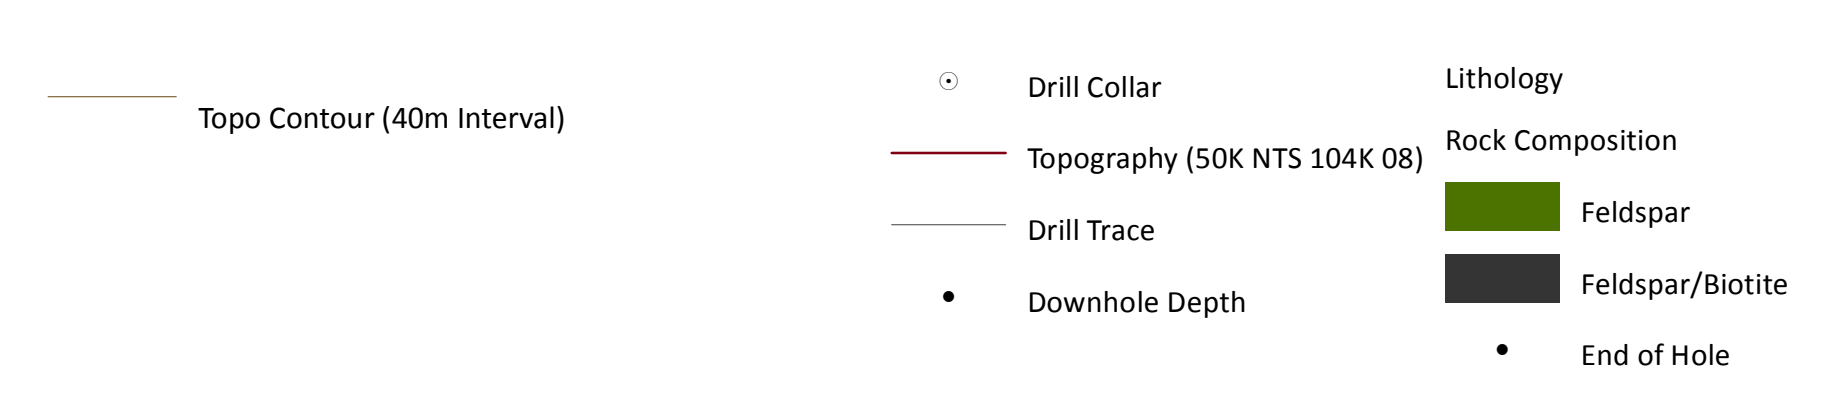 Topo Contour (40m Interval)
Drill Collar
Topography (50K NTS 104K 08)
Drill Trace
Downhole Depth
Lithology
Rock Composition
Feldspar
Feldspar/Biotite
End of Hole